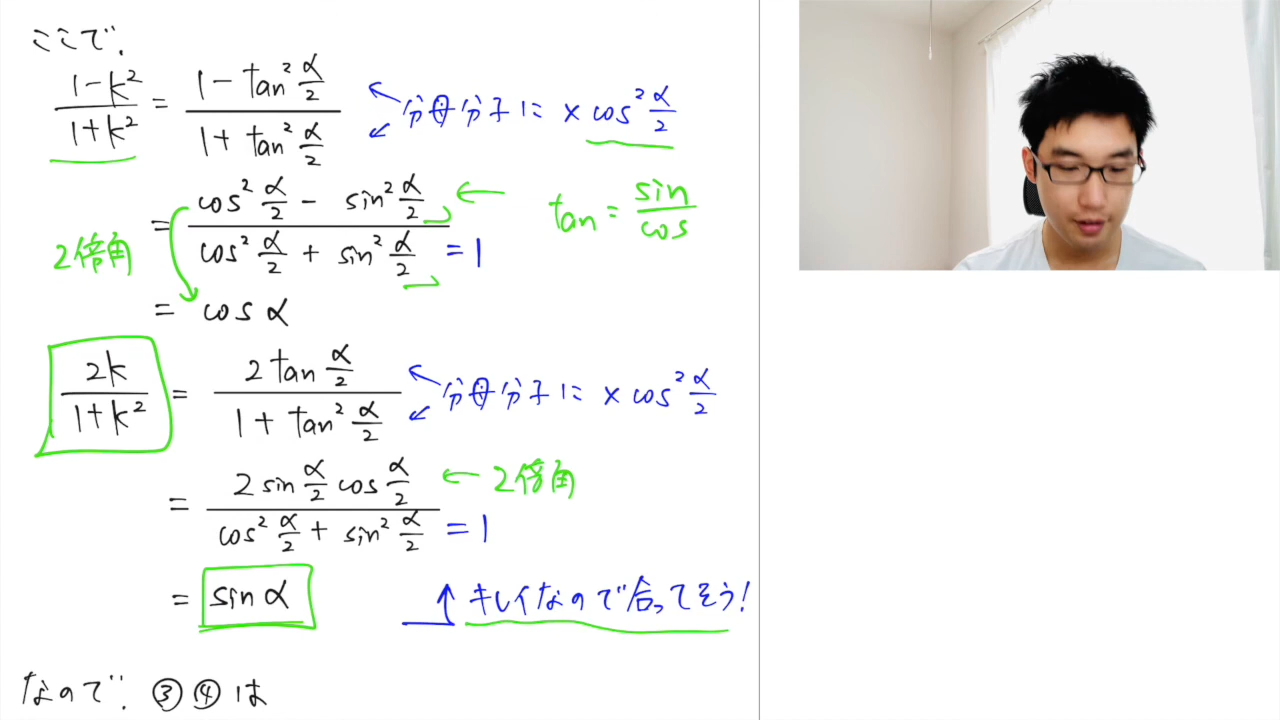 ここで、
1-k²/1+k² = 1-tan² α/2 / 1+tan² α/2 分母分子に × cos² α/2
= cos² α/2 - sin² α/2 / cos² α/2 + sin² α/2 = 1 tan = sin/cos
2倍角
= cos α
2k/1+k² = 2 tan α/2 / 1+tan² α/2 分母分子に × cos² α/2
= 2 sin α/2 cos α/2 / cos² α/2 + sin² α/2 = 1 ← 2倍角
= sin α ↑ キレイなので合ってそう!
なので、③④は